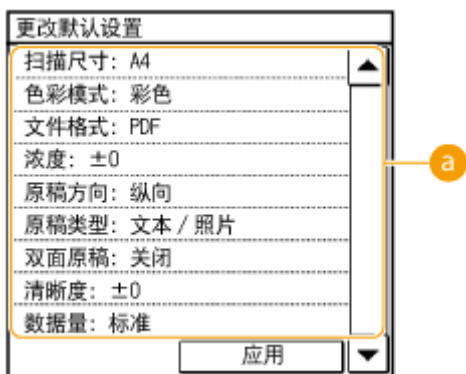 更改默认设置
扫描尺寸: A4
色彩模式: 彩色
文件格式: PDF
浓度: ±0
原稿方向: 纵向
原稿类型: 文本 / 照片
双面原稿: 关闭
清晰度: ±0
数据量: 标准
应用
a